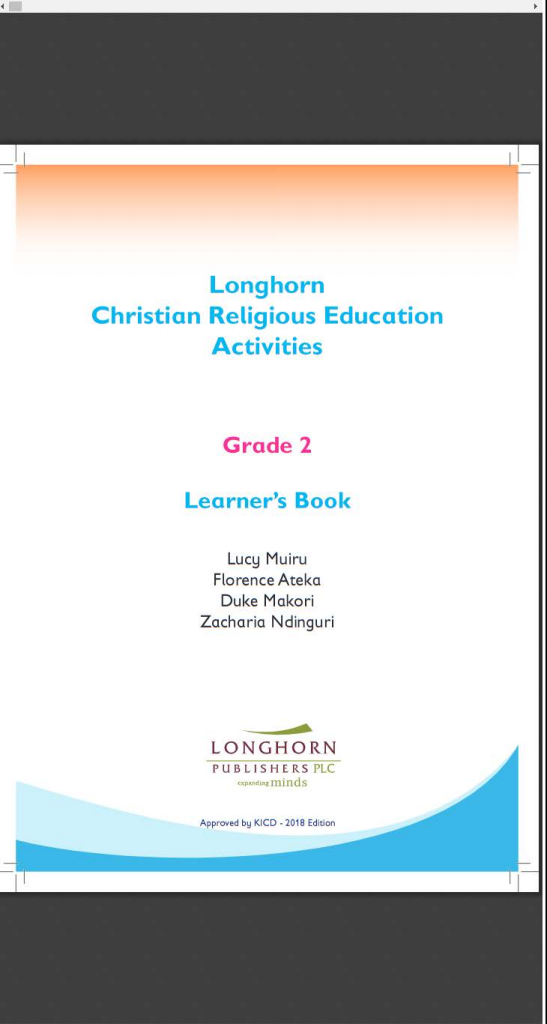 Longhorn
Christian Religious Education
Activities
Grade 2
Learner’s Book
Lucy Muiru
Florence Ateka
Duke Makori
Zacharia Ndinguri
LONGHORN
PUBLISHERS PLC
expanding minds
Approved by KICD - 2018 Edition